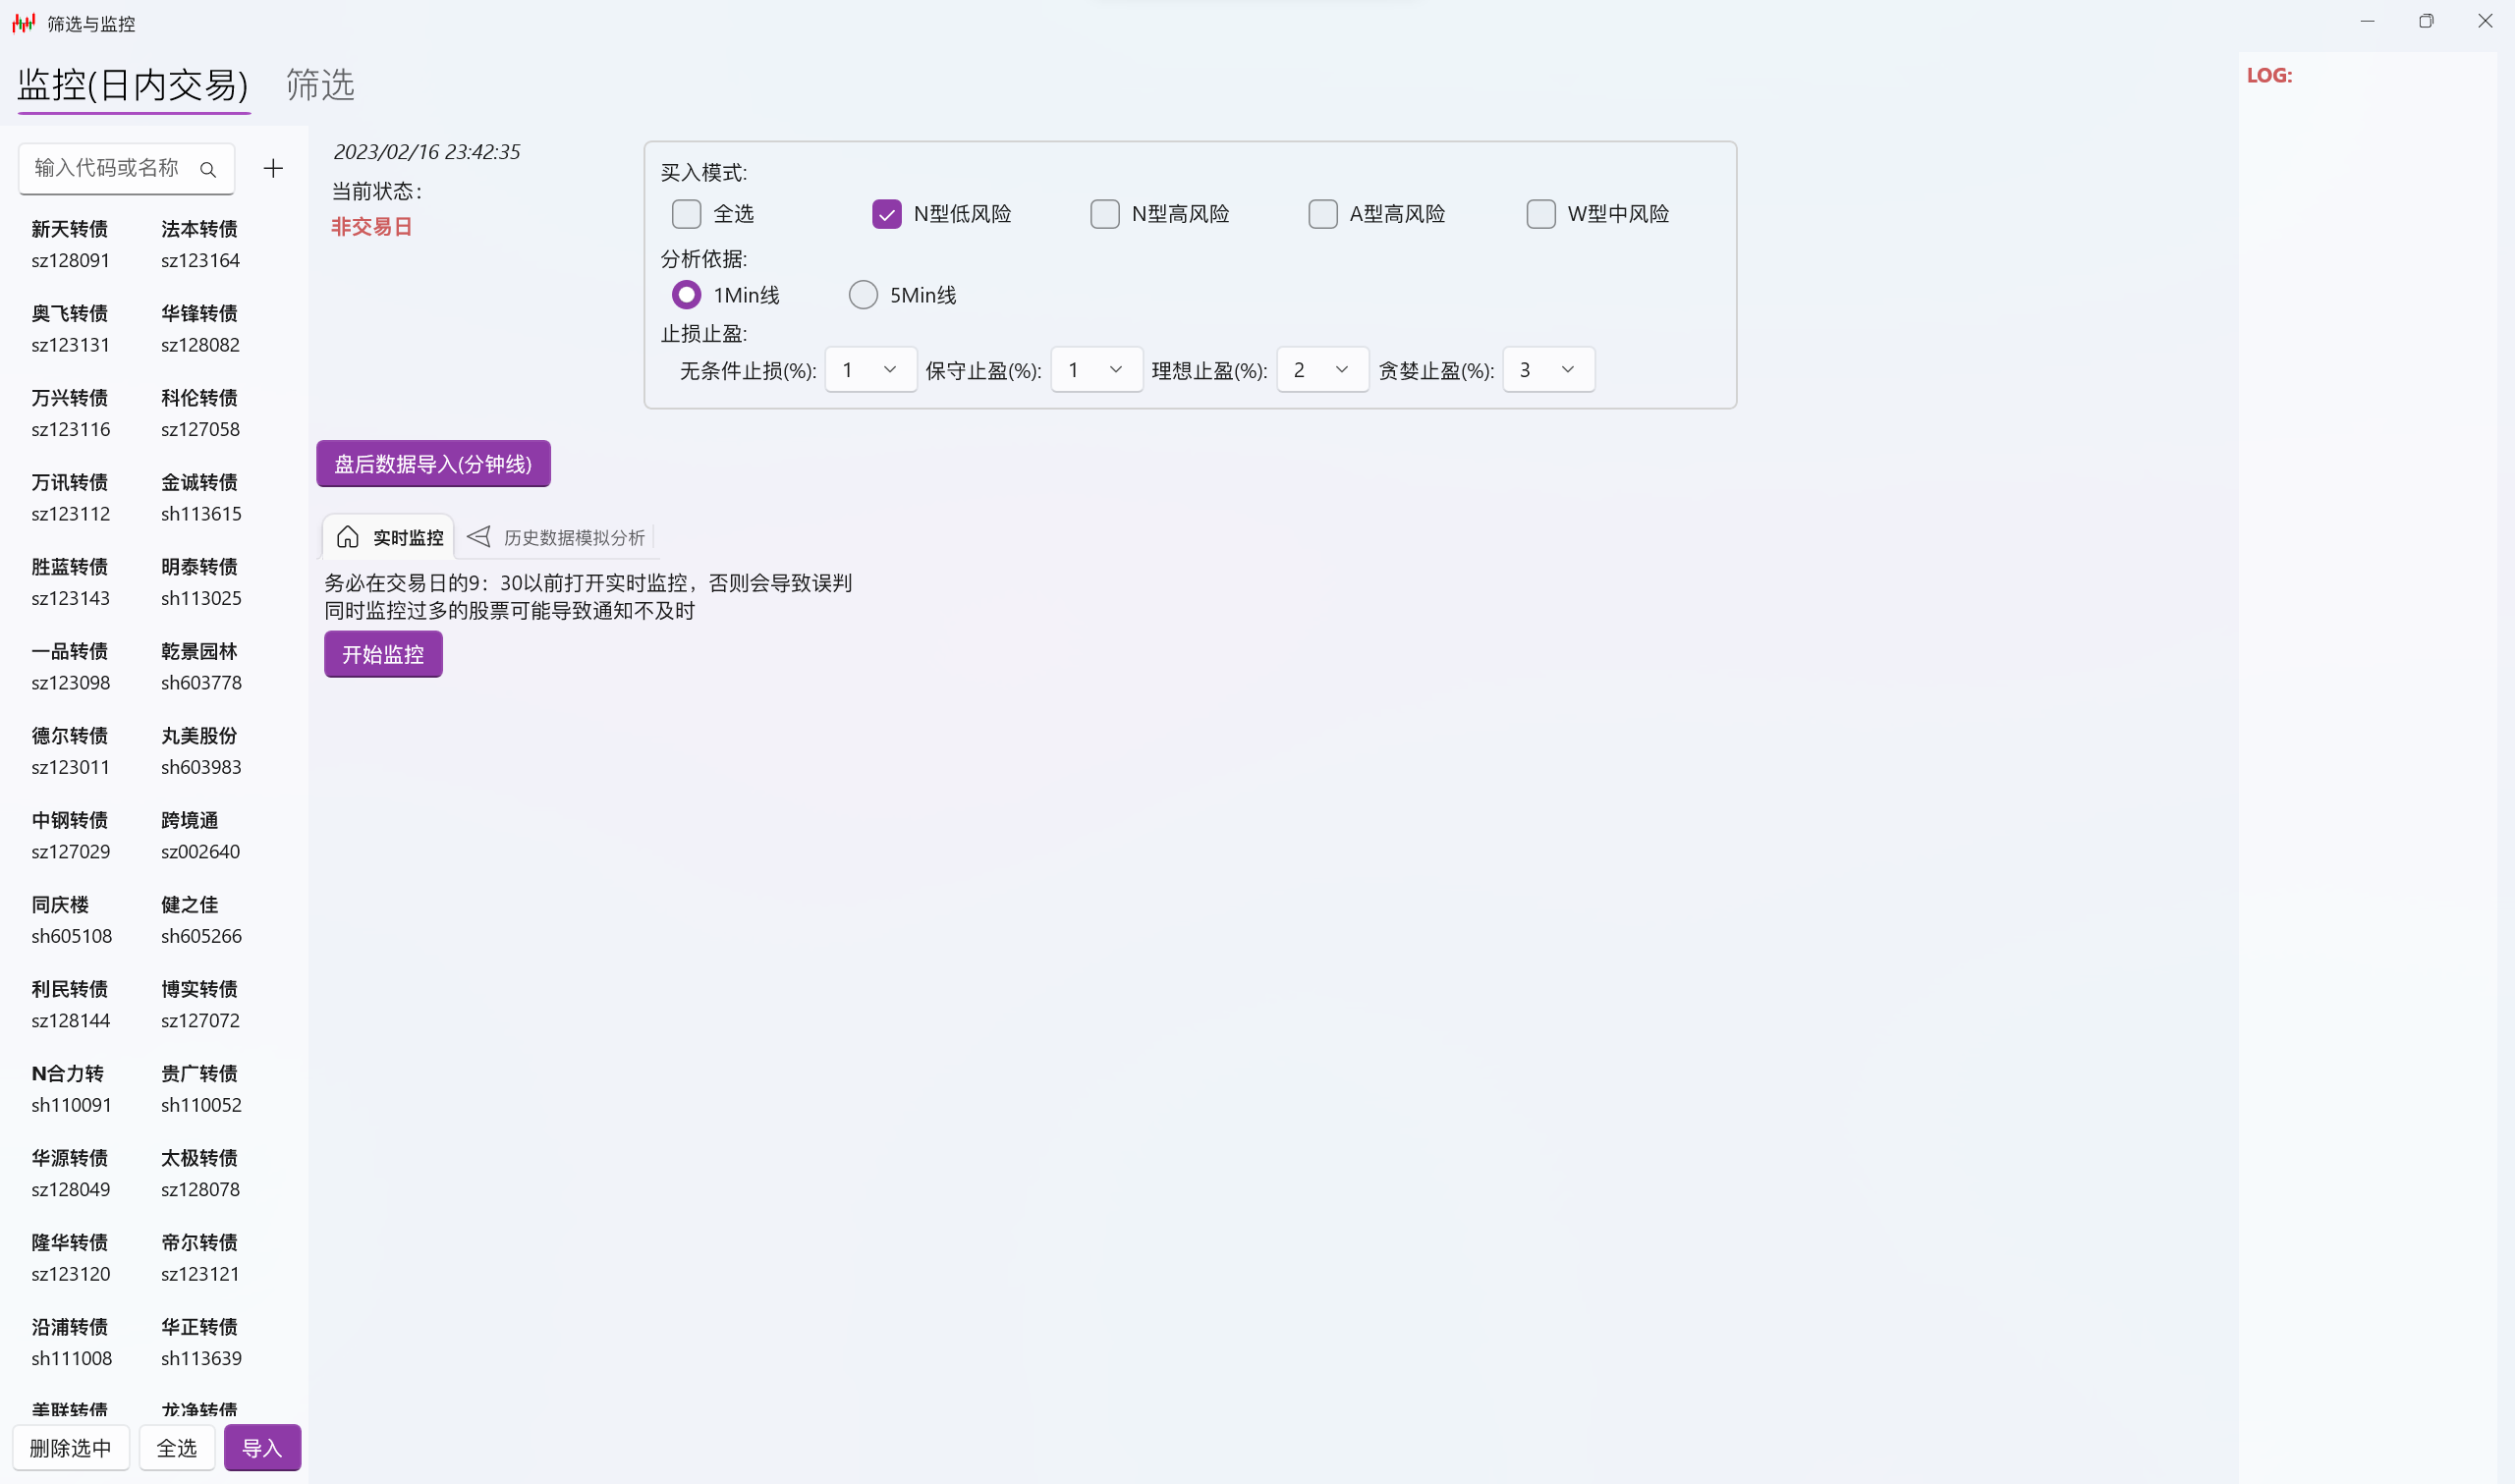 筛选与监控
监控(日内交易) 筛选
LOG:
输入代码或名称
新天转债 法本转债
sz128091 sz123164
奥飞转债 华锋转债
sz123131 sz128082
万兴转债 科伦转债
sz123116 sz127058
万讯转债 金诚转债
sz123112 sh113615
胜蓝转债 明泰转债
sz123143 sh113025
一品转债 乾景园林
sz123098 sh603778
德尔转债 丸美股份
sz123011 sh603983
中钢转债 跨境通
sz127029 sz002640
同庆楼 健之佳
sh605108 sh605266
利民转债 博实转债
sz128144 sz127072
N合力转 贵广转债
sh110091 sh110052
华源转债 太极转债
sz128049 sz128078
隆华转债 帝尔转债
sz123120 sz123121
沿浦转债 华正转债
sh111008 sh113639
美联转债 龙净转债
删除选中 全选 导入
2023/02/16 23:42:35
当前状态：
非交易日
买入模式:
全选 N型低风险 N型高风险 A型高风险 W型中风险
分析依据:
1Min线 5Min线
止损止盈:
无条件止损(%): 1 保守止盈(%): 1 理想止盈(%): 2 贪婪止盈(%): 3
盘后数据导入(分钟线)
实时监控 历史数据模拟分析
务必在交易日的9：30以前打开实时监控，否则会导致误判
同时监控过多的股票可能导致通知不及时
开始监控